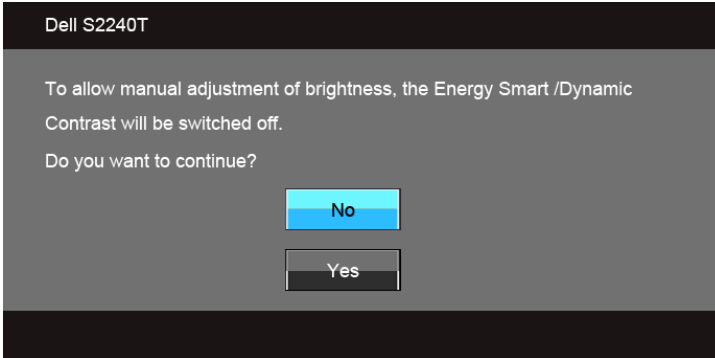 Dell S2240T
To allow manual adjustment of brightness, the Energy Smart /Dynamic
Contrast will be switched off.
Do you want to continue?
No
Yes